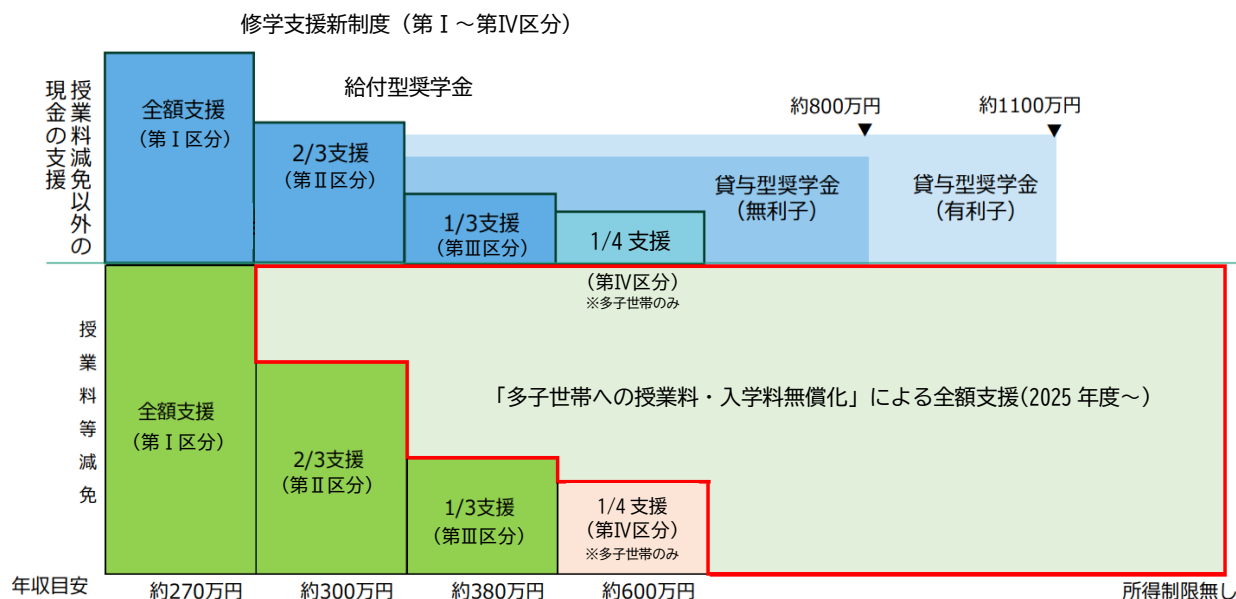 修学支援新制度（第Ⅰ～第Ⅳ区分）
給付型奨学金
授業料減免以外の
現金の支援
全額支援
（第Ⅰ区分）
2/3支援
（第Ⅱ区分）
1/3支援
（第Ⅲ区分）
1/4 支援
（第Ⅳ区分）
※多子世帯のみ
約800万円
▼
約1100万円
▼
貸与型奨学金
（無利子）
貸与型奨学金
（有利子）
授業料等減免
全額支援
（第Ⅰ区分）
2/3支援
（第Ⅱ区分）
1/3支援
（第Ⅲ区分）
1/4 支援
（第Ⅳ区分）
※多子世帯のみ
「多子世帯への授業料・入学料無償化」による全額支援(2025 年度～)
年収目安
約270万円
約300万円
約380万円
約600万円
所得制限無し